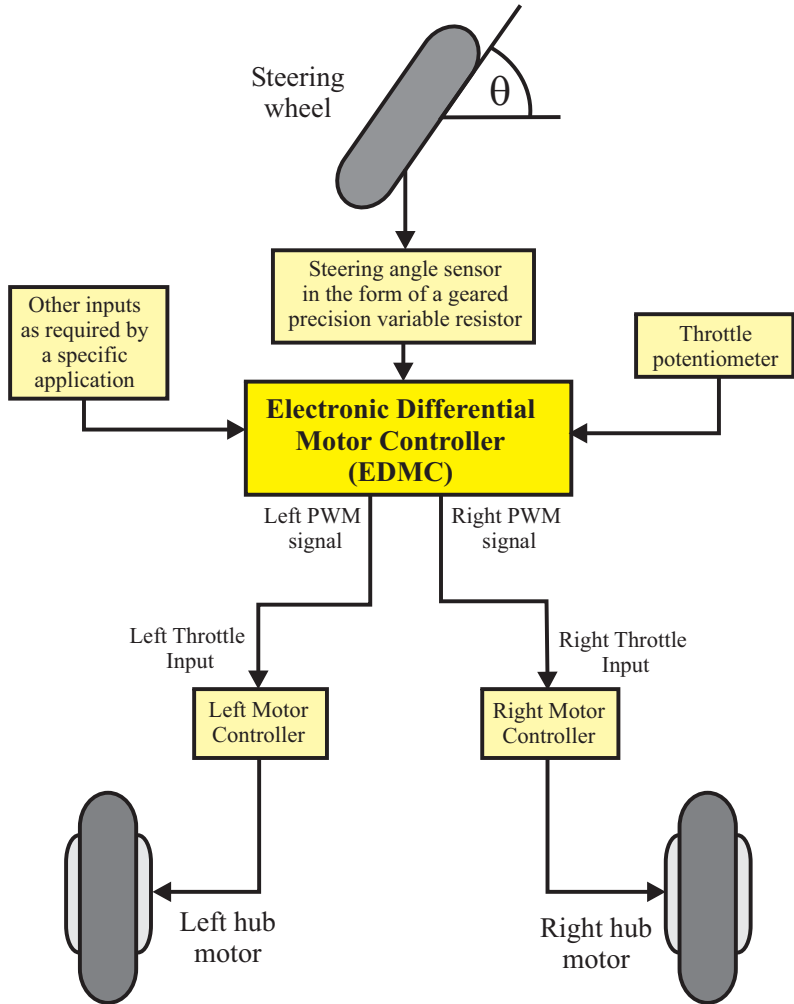 Steering
wheel
θ
Steering angle sensor
in the form of a geared
precision variable resistor
Other inputs
as required by
a specific
application
Throttle
potentiometer
Electronic Differential
Motor Controller
(EDMC)
Left PWM
signal
Right PWM
signal
Left Throttle
Input
Right Throttle
Input
Left Motor
Controller
Right Motor
Controller
Left hub
motor
Right hub
motor